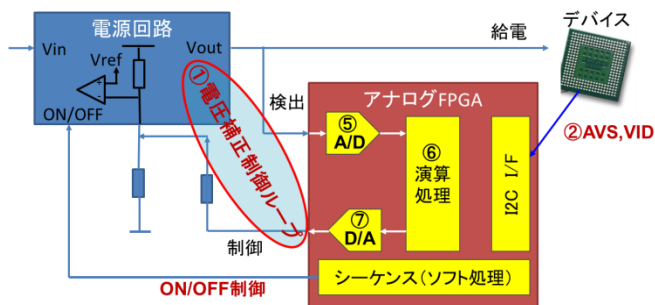 電源回路
デバイス
Vin
Vout
給電
Vref
ON/OFF
検出
アナログFPGA
①電圧補正制御ループ
②AVS,VID
⑤
A/D
⑥
演算
処理
I2C I/F
⑦
D/A
制御
シーケンス(ソフト処理)
ON/OFF制御